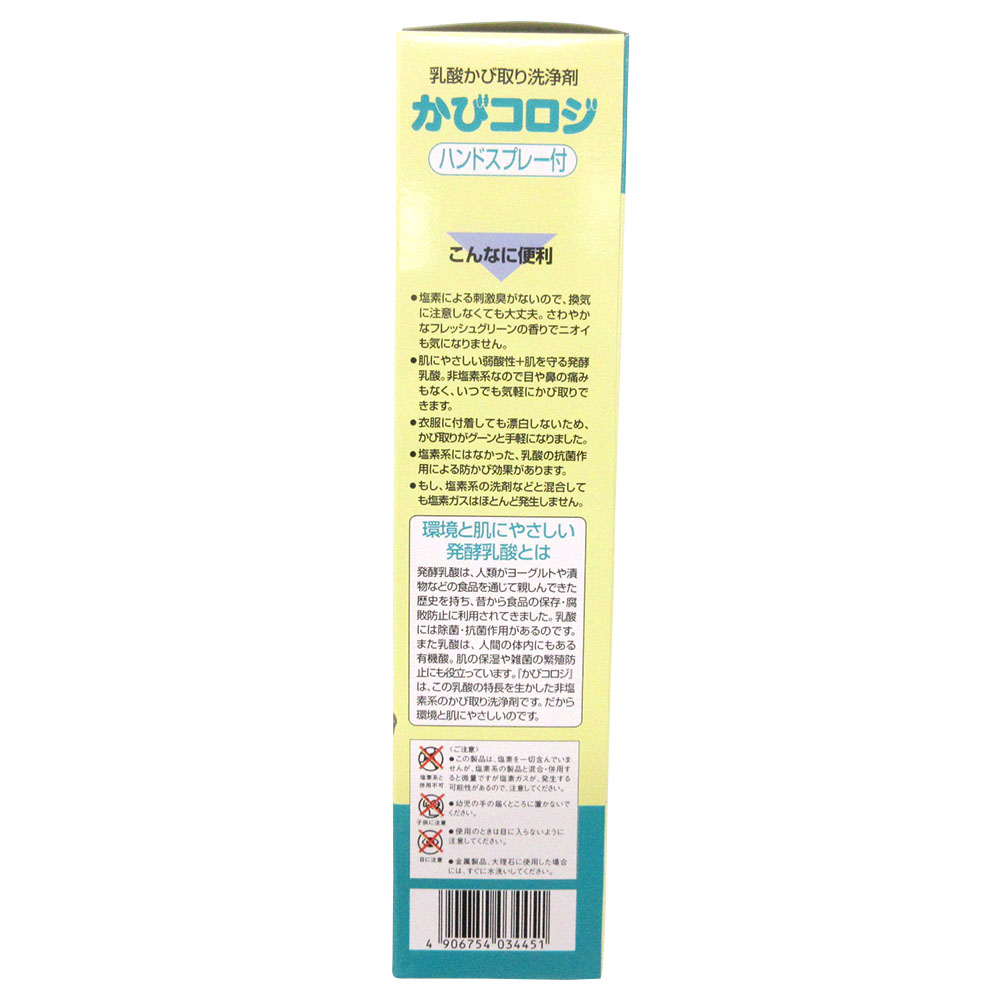 乳酸かび取り洗浄剤
かびコロジ
ハンドスプレー付
こんなに便利
●塩素による刺激臭がないので、換気
に注意しなくても大丈夫。さわやか
なフレッシュグリーンの香りでニオイ
も気になりません。
●肌にやさしい弱酸性+肌を守る発酵
乳酸。非塩素系なので目や鼻の痛み
もなく、いつでも気軽にかび取りで
きます。
●衣服に付着しても漂白しないため、
かび取りがグーンと手軽になりました。
●塩素系にはなかった、乳酸の抗菌作
用による防かび効果があります。
●もし、塩素系の洗剤などと混合して
も塩素ガスはほとんど発生しません。
環境と肌にやさしい
発酵乳酸とは
発酵乳酸は、人類がヨーグルトや漬
物などの食品を通じて親しんできた
歴史を持ち、昔から食品の保存・腐
敗防止に利用されてきました。乳酸
には除菌・抗菌作用があるのです。
また乳酸は、人間の体内にもある
有機酸。肌の保湿や雑菌の繁殖防
止にも役立っています。『かびコロジ』
は、この乳酸の特長を生かした非塩
素系のかび取り洗浄剤です。だから
環境と肌にやさしいのです。
〈ご注意〉
●この製品は、塩素を一切含んでいま
せんが、塩素系の製品と混合・併用す
ると微量ですが塩素ガスが、発生する
可能性があるので、注意してください。
塩素系と
併用不可
●幼児の手の届くところに置かないで
ください。
子供に注意
●使用のときは目に入らないように
注意してください。
目に注意
●金属製品、大理石に使用した場合
には、すぐに水洗いしてください。
4 906754 034451